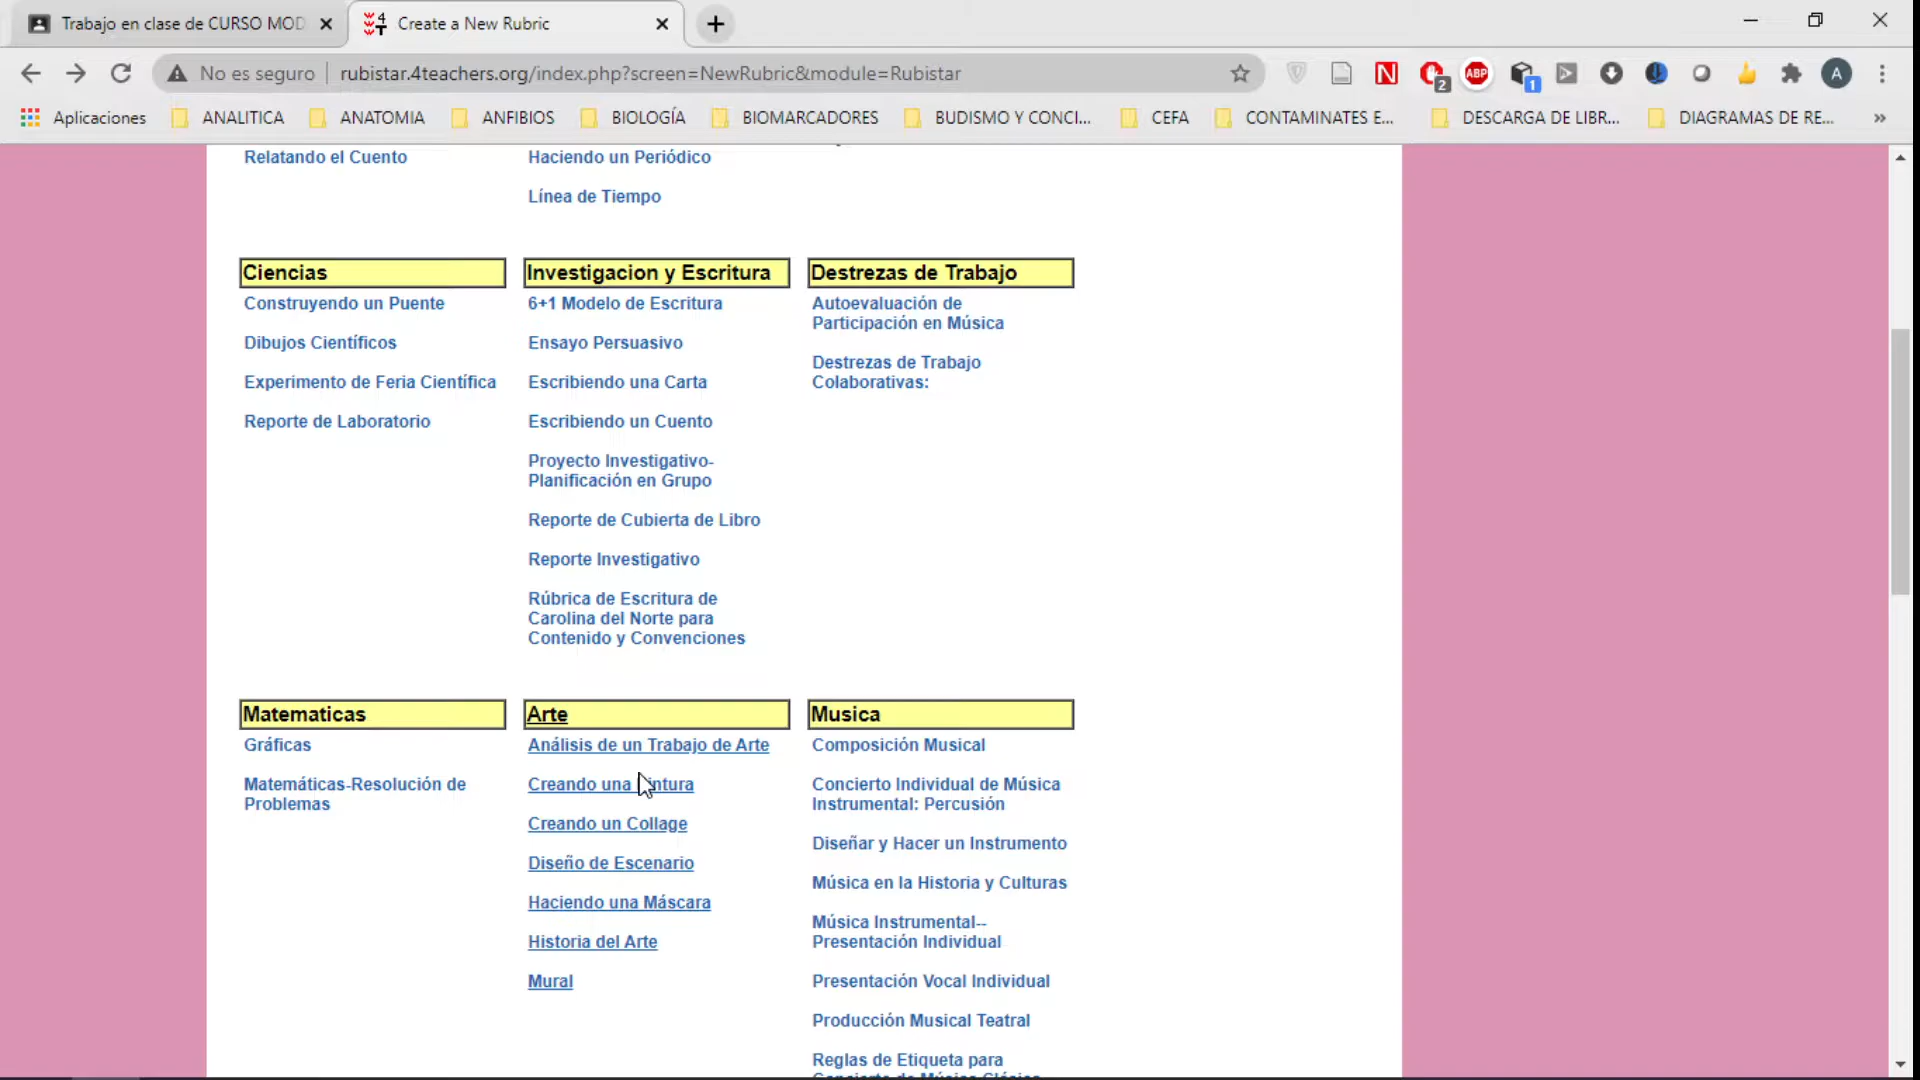 Trabajo en clase de CURSO MOD
Create a New Rubric
No es seguro
rubistar.4teachers.org/index.php?screen=NewRubric&module=Rubistar
2
ABP
1
A
Aplicaciones
ANALITICA
ANATOMIA
ANFIBIOS
BIOLOGÍA
BIOMARCADORES
BUDISMO Y CONCI...
CEFA
CONTAMINATES E...
DESCARGA DE LIBR...
DIAGRAMAS DE RE...
Relatando el Cuento
Haciendo un Periódico
Línea de Tiempo
Ciencias
Construyendo un Puente
Dibujos Científicos
Experimento de Feria Científica
Reporte de Laboratorio
Investigacion y Escritura
6+1 Modelo de Escritura
Ensayo Persuasivo
Escribiendo una Carta
Escribiendo un Cuento
Proyecto Investigativo-
Planificación en Grupo
Reporte de Cubierta de Libro
Reporte Investigativo
Rúbrica de Escritura de
Carolina del Norte para
Contenido y Convenciones
Destrezas de Trabajo
Autoevaluación de
Participación en Música
Destrezas de Trabajo
Colaborativas:
Matematicas
Gráficas
Matemáticas-Resolución de
Problemas
Arte
Análisis de un Trabajo de Arte
Creando una Pintura
Creando un Collage
Diseño de Escenario
Haciendo una Máscara
Historia del Arte
Mural
Musica
Composición Musical
Concierto Individual de Música
Instrumental: Percusión
Diseñar y Hacer un Instrumento
Música en la Historia y Culturas
Música Instrumental--
Presentación Individual
Presentación Vocal Individual
Producción Musical Teatral
Reglas de Etiqueta para